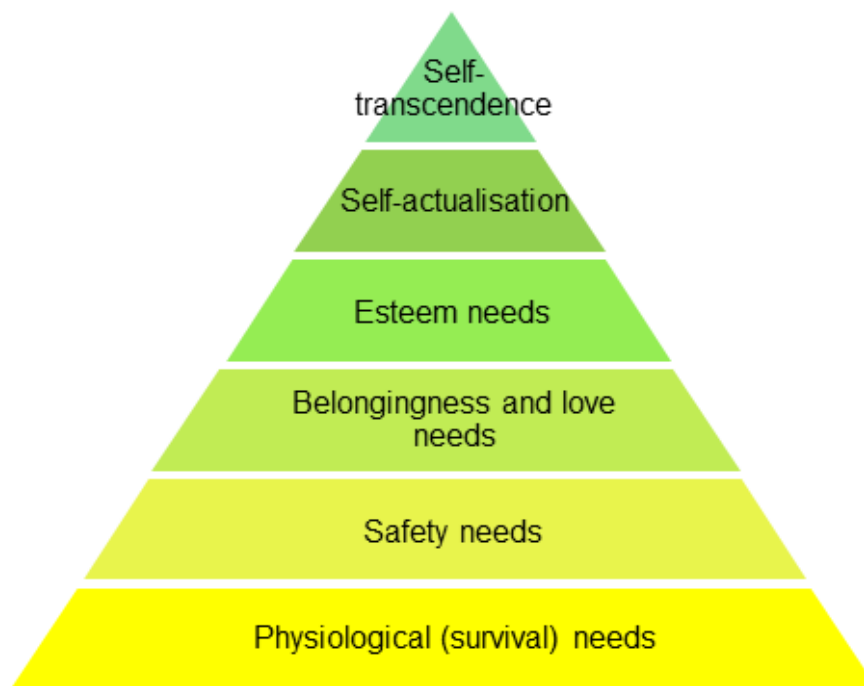 Self-
transcendence
Self-actualisation
Esteem needs
Belongingness and love
needs
Safety needs
Physiological (survival) needs